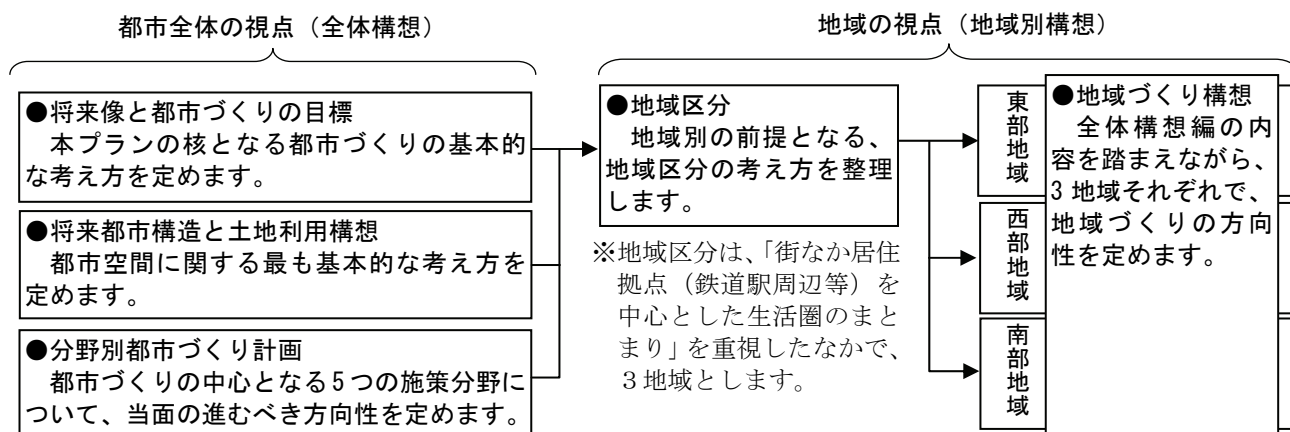 都市全体の視点（全体構想）
●将来像と都市づくりの目標
本プランの核となる都市づくりの基本的
な考え方を定めます。
●将来都市構造と土地利用構想
都市空間に関する最も基本的な考え方を
定めます。
●分野別都市づくり計画
都市づくりの中心となる5つの施策分野に
ついて、当面の進むべき方向性を定めます。
地域の視点（地域別構想）
●地域区分
地域別の前提となる、
地域区分の考え方を整理
します。
※地域区分は、「街なか居住
拠点（鉄道駅周辺等）を
中心とした生活圏のまと
まり」を重視したなかで、
３地域とします。
東部地域
西部地域
南部地域
●地域づくり構想
全体構想編の内
容を踏まえながら、
3地域それぞれで、
地域づくりの方向
性を定めます。